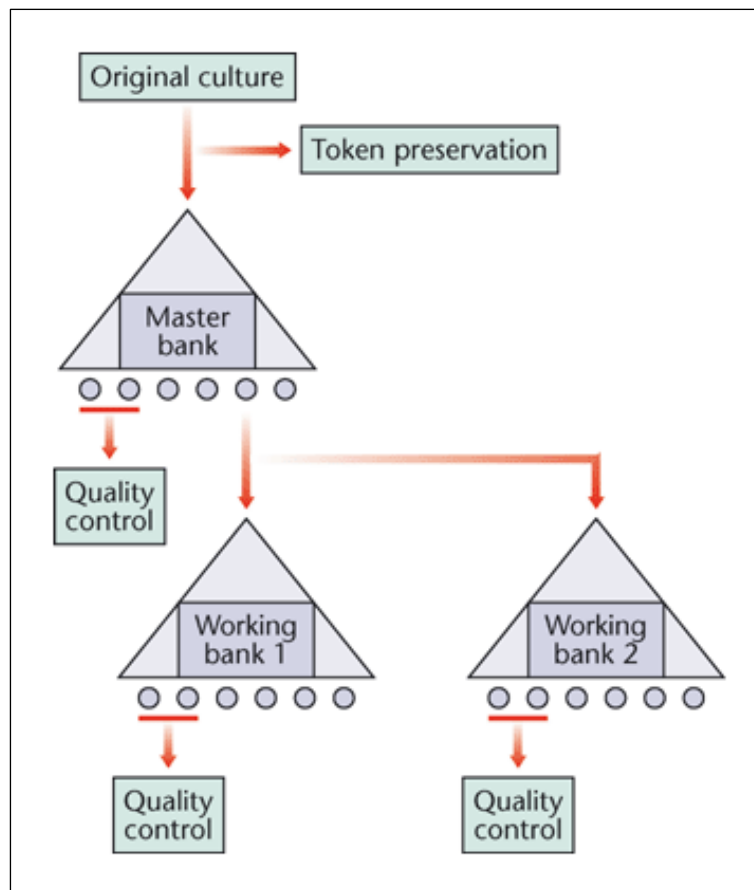 Original culture
Token preservation
Master
bank
Quality
control
Working
bank 1
Working
bank 2
Quality
control
Quality
control